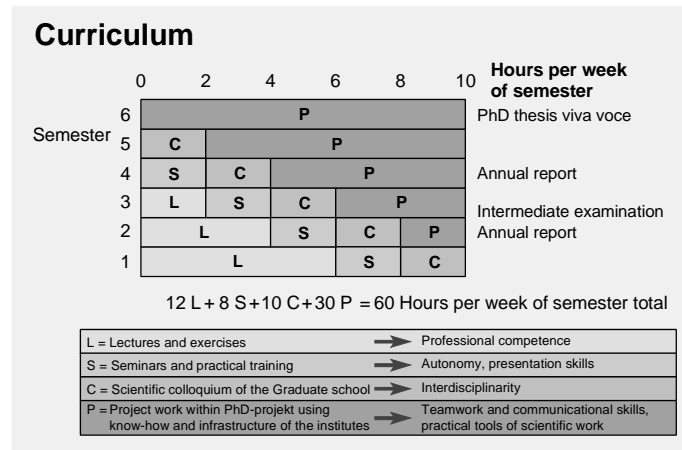 Curriculum
0 2 4 6 8 10 Hours per week
of semester
6 P PhD thesis viva voce
Semester 5 C P
4 S C P Annual report
3 L S C P
Intermediate examination
2 L S C P Annual report
1 L S C
12 L + 8 S + 10 C + 30 P = 60 Hours per week of semester total
L = Lectures and exercises Professional competence
S = Seminars and practical training Autonomy, presentation skills
C = Scientific colloquium of the Graduate school Interdisciplinarity
P = Project work within PhD-projekt using Teamwork and communicational skills,
know-how and infrastructure of the institutes practical tools of scientific work